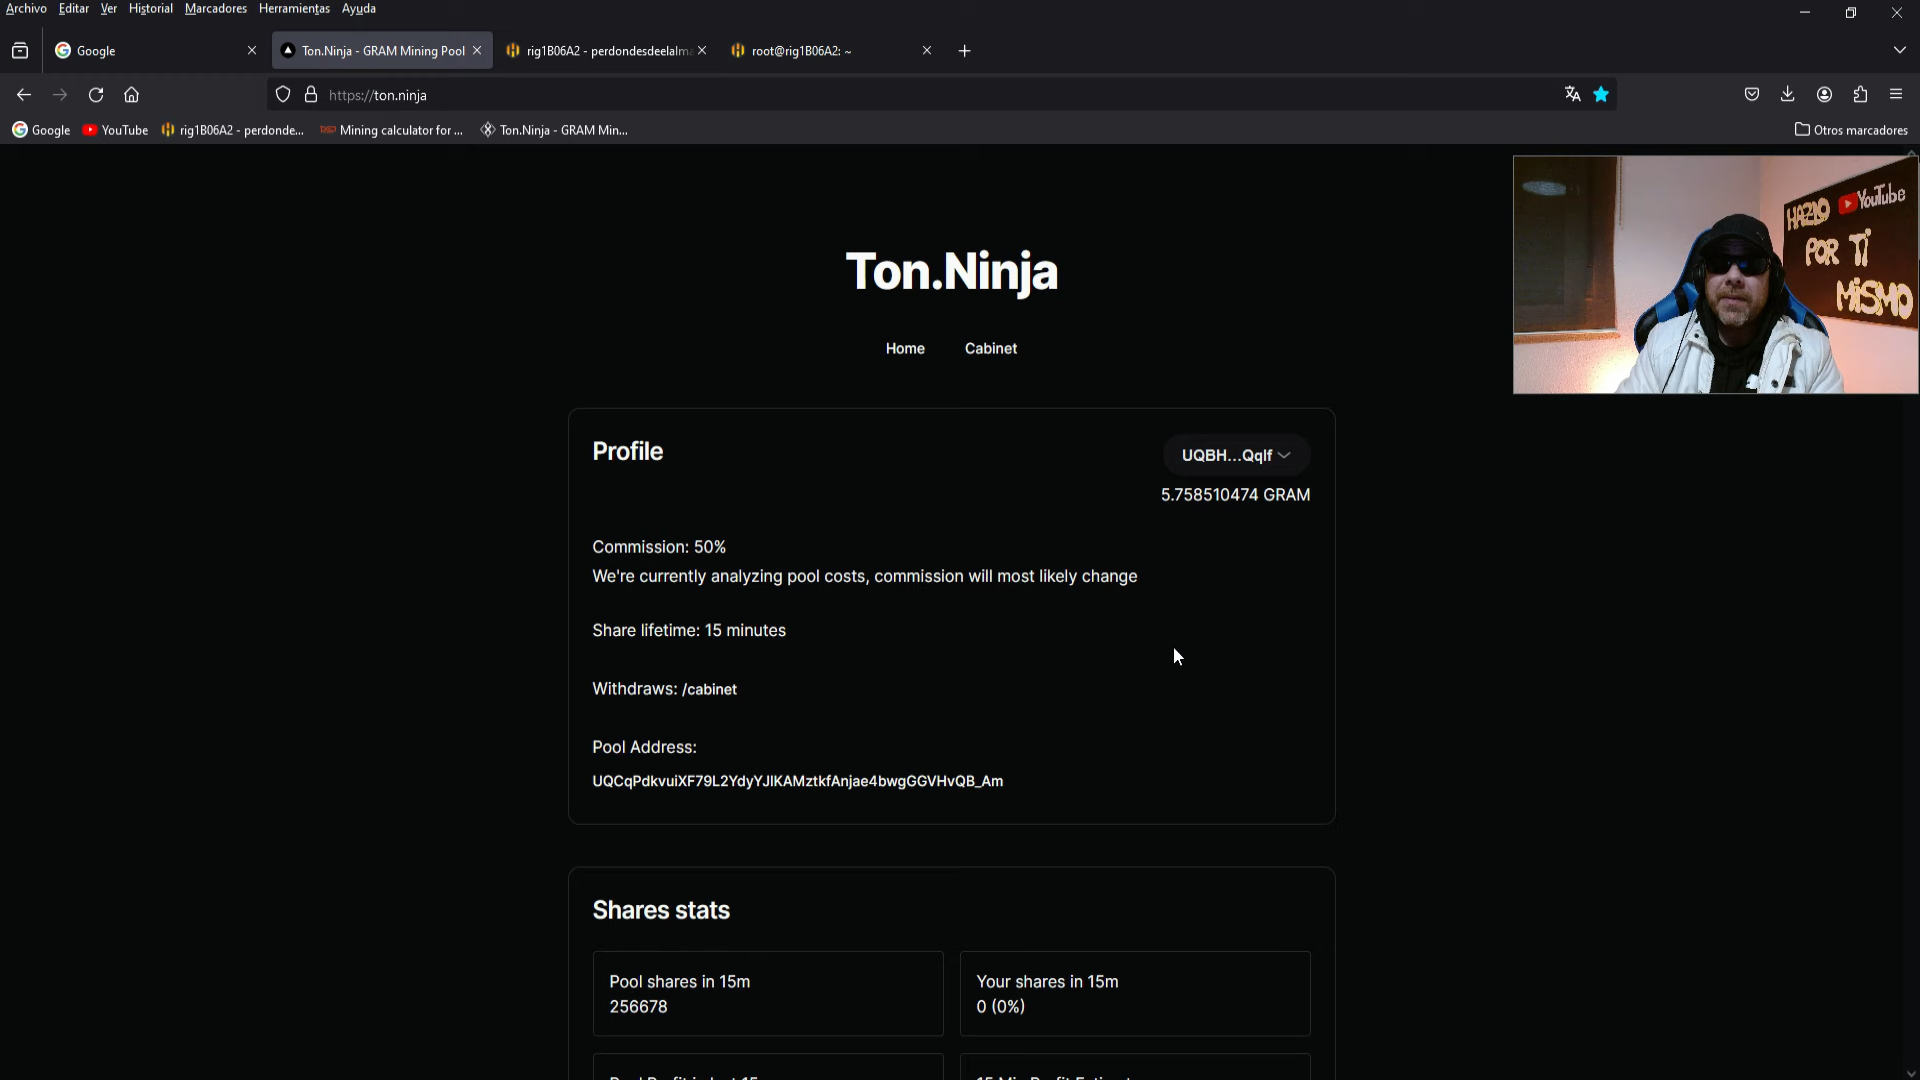 Archivo Editar Ver Historial Marcadores Herramientas Ayuda
Google
Ton.Ninja - GRAM Mining Pool
rig1B06A2 - perdondesdeelalma
root@rig1B06A2: ~
https://ton.ninja
Google
YouTube
rig1B06A2 - perdonde...
Mining calculator for ...
Ton.Ninja - GRAM Min...
Otros marcadores
YouTube
HAZLO
POR TI
MISMO
Ton.Ninja
Home
Cabinet
Profile
UQBH...Qqlf
5.758510474 GRAM
Commission: 50%
We're currently analyzing pool costs, commission will most likely change
Share lifetime: 15 minutes
Withdraws: /cabinet
Pool Address:
UQCqPdkvuiXF79L2YdyYJlKAMztkfAnjae4bwgGGVHvQB_Am
Shares stats
Pool shares in 15m
256678
Your shares in 15m
0 (0%)